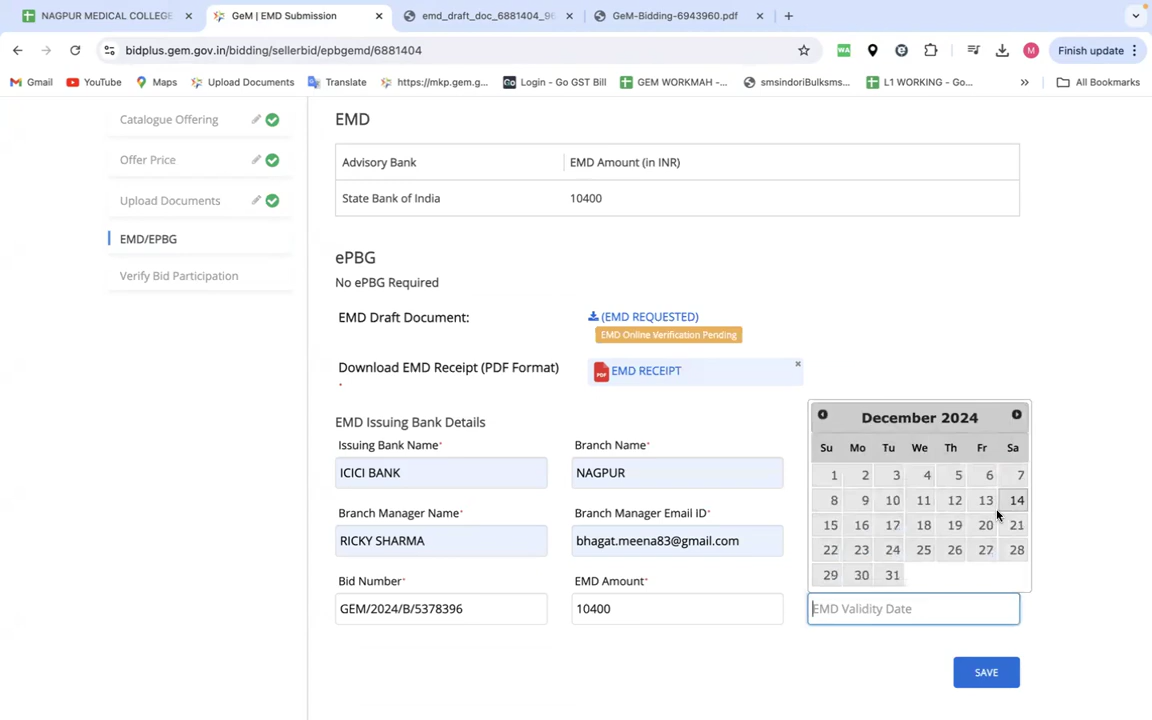 NAGPUR MEDICAL COLLEGE
GeM | EMD Submission
emd_draft_doc_6881404_96
GeM-Bidding-6943960.pdf
bidplus.gem.gov.in/bidding/sellerbid/epbgemd/6881404
WA
M
Finish update
Gmail
YouTube
Maps
Upload Documents
Translate
https://mkp.gem.g...
Login - Go GST Bill
GEM WORKMAH -...
smsindoriBulksms...
L1 WORKING - Go...
All Bookmarks
Catalogue Offering
Offer Price
Upload Documents
EMD/EPBG
Verify Bid Participation
EMD
Advisory Bank EMD Amount (in INR)
State Bank of India 10400
ePBG
No ePBG Required
EMD Draft Document: (EMD REQUESTED)
EMD Online Verification Pending
Download EMD Receipt (PDF Format) *
PDF EMD RECEIPT
EMD Issuing Bank Details
Issuing Bank Name* Branch Name*
ICICI BANK NAGPUR
Branch Manager Name* Branch Manager Email ID*
RICKY SHARMA bhagat.meena83@gmail.com
Bid Number* EMD Amount*
GEM/2024/B/5378396 10400 EMD Validity Date
December 2024
Su Mo Tu We Th Fr Sa
1 2 3 4 5 6 7
8 9 10 11 12 13 14
15 16 17 18 19 20 21
22 23 24 25 26 27 28
29 30 31
SAVE